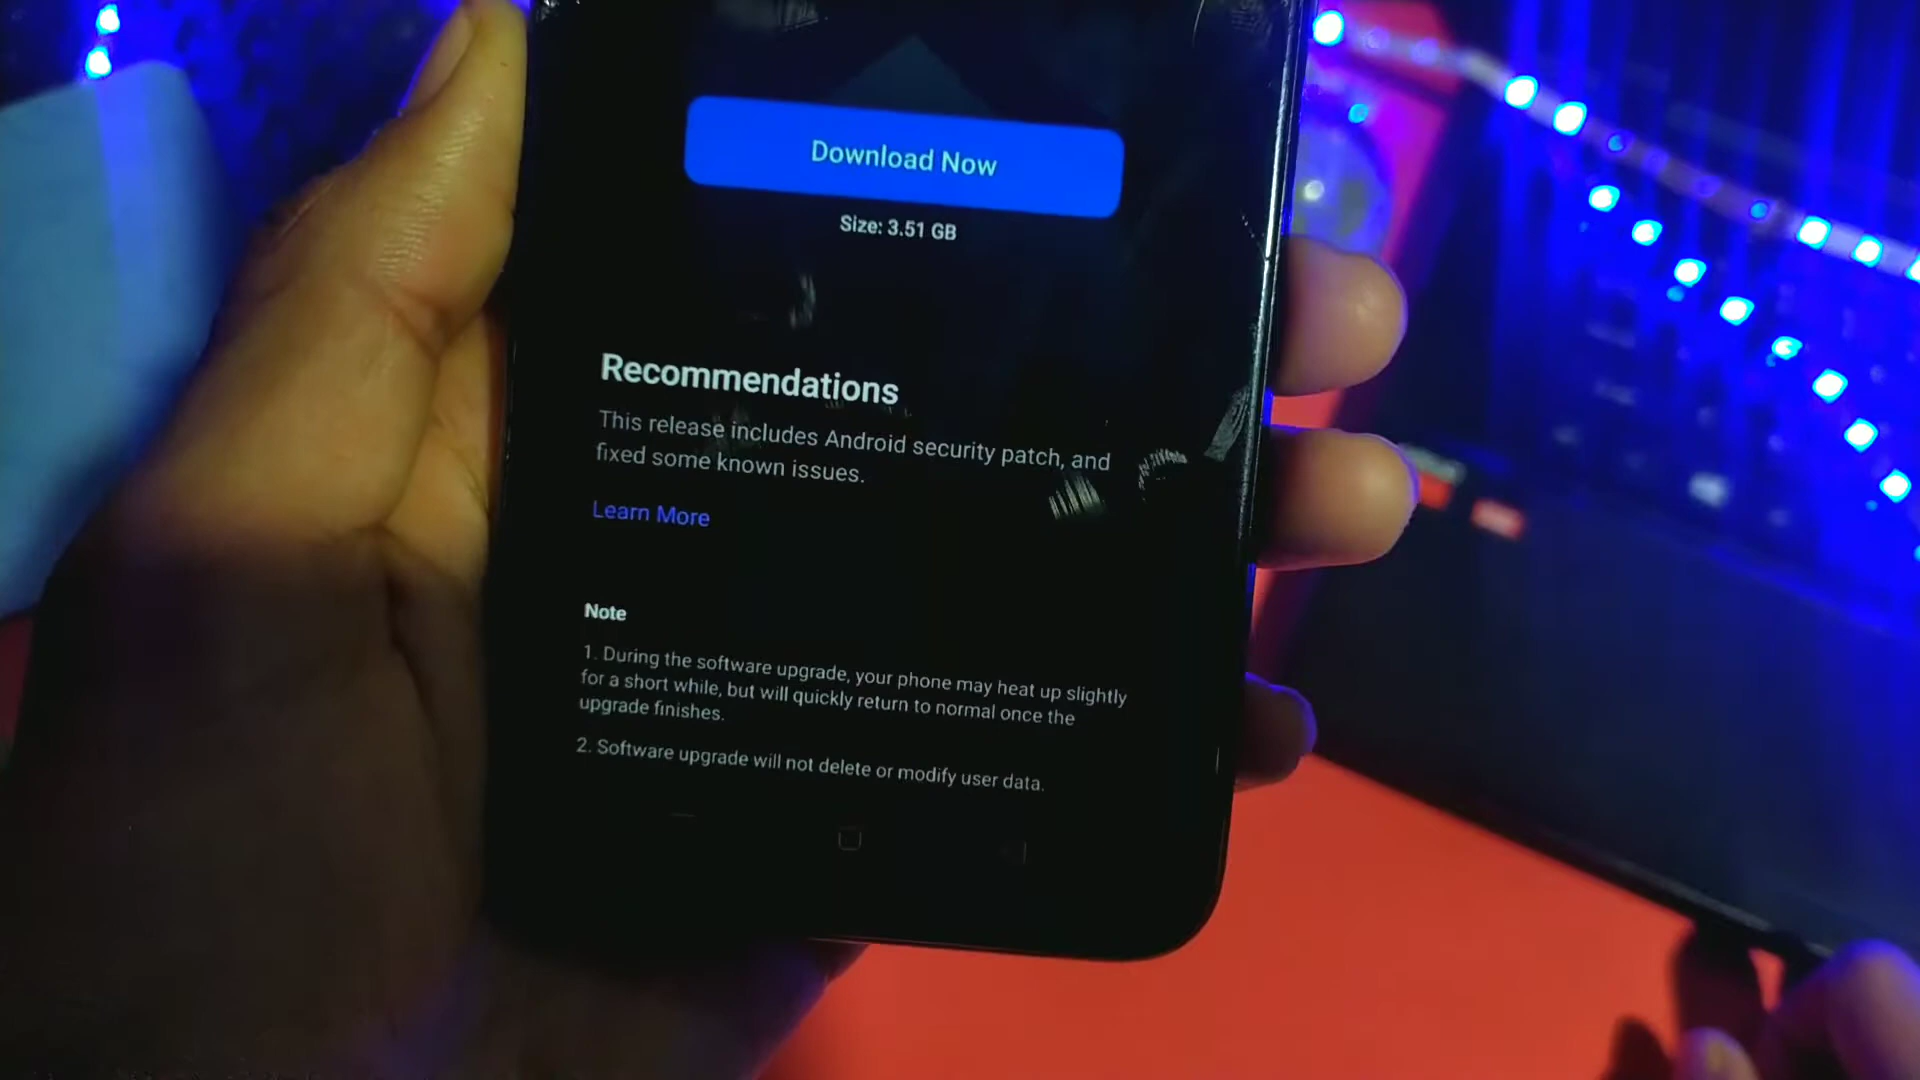 Download Now
Size: 3.51 GB
Recommendations
This release includes Android security patch, and
fixed some known issues.
Learn More
Note
1. During the software upgrade, your phone may heat up slightly
for a short while, but will quickly return to normal once the
upgrade finishes.
2. Software upgrade will not delete or modify user data.